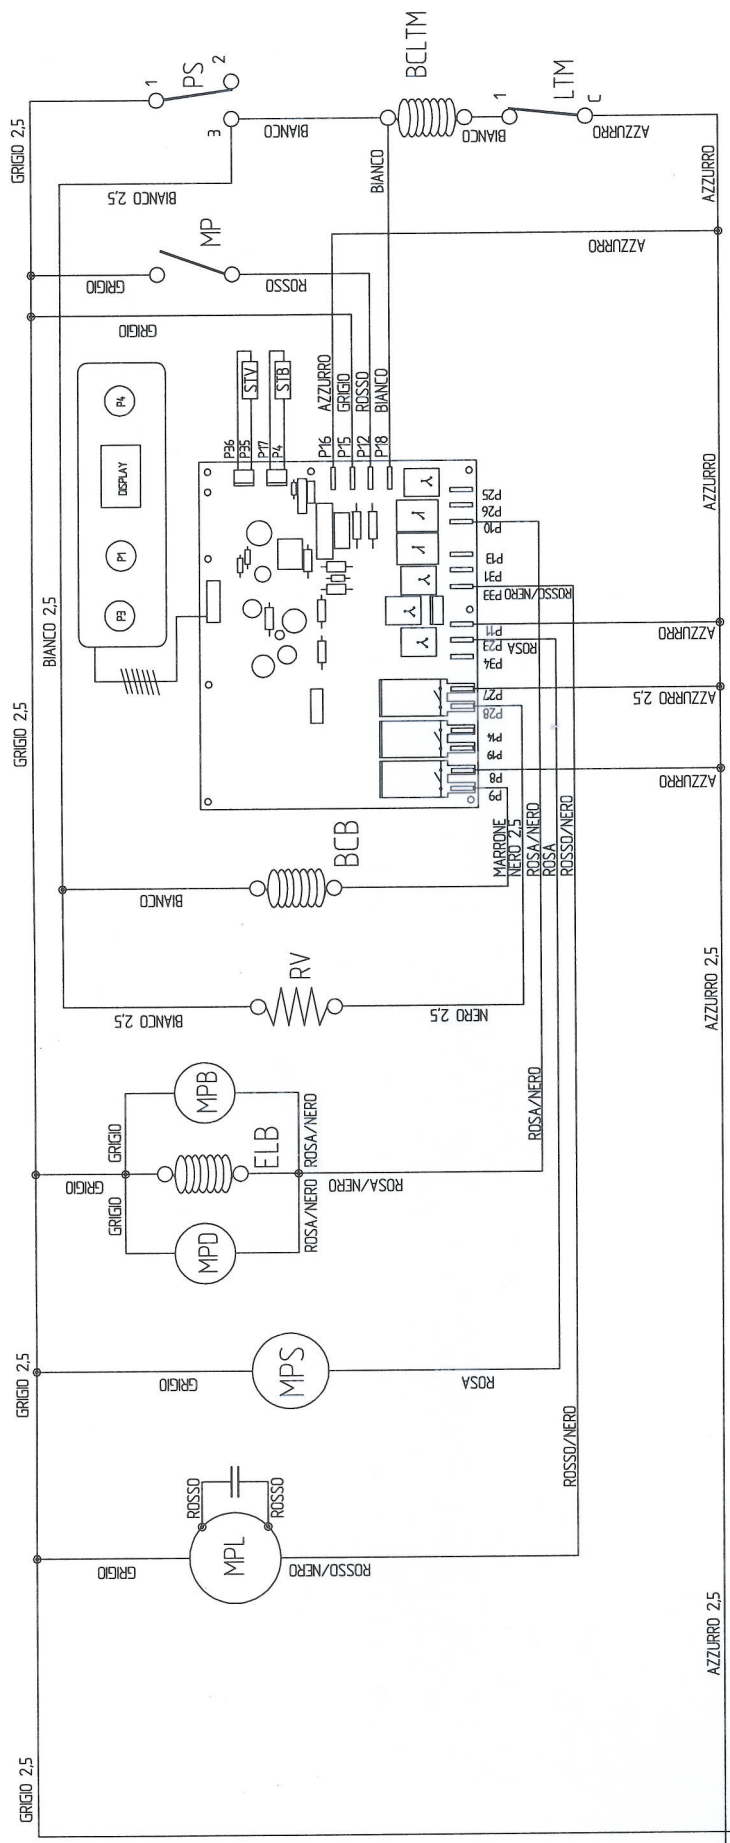 GRIGIO 2,5
1
PS
2
3
BIANCO
BCLTM
BIANCO
1
LTM
C
AZZURRO
BIANCO 2,5
BIANCO
AZZURRO
MP
GRIGIO
ROSSO
AZZURRO
GRIGIO
P4
DISPLAY
P1
P3
STV
STB
P36
P35
P17
P4
AZZURRO
GRIGIO
ROSSO
BIANCO
P16
P15
P12
P18
P25
P26
P10
P13
P31
P33
ROSSO/NERO
P11
P23
ROSA
P34
P27
P28
P14
P19
P8
P9
AZZURRO
AZZURRO
AZZURRO 2,5
AZZURRO
BIANCO 2,5
GRIGIO 2,5
MARRONE
NERO 2,5
ROSA/NERO
ROSA
ROSSO/NERO
BIANCO
BCB
BIANCO 2,5
RV
NERO 2,5
AZZURRO 2,5
MPB
GRIGIO
GRIGIO
GRIGIO
ELB
ROSA/NERO
ROSA/NERO
ROSA/NERO
ROSA/NERO
MPD
GRIGIO 2,5
GRIGIO
MPS
ROSA
ROSSO/NERO
ROSSO
ROSSO
GRIGIO
MPL
ROSSO/NERO
AZZURRO 2,5
GRIGIO 2,5